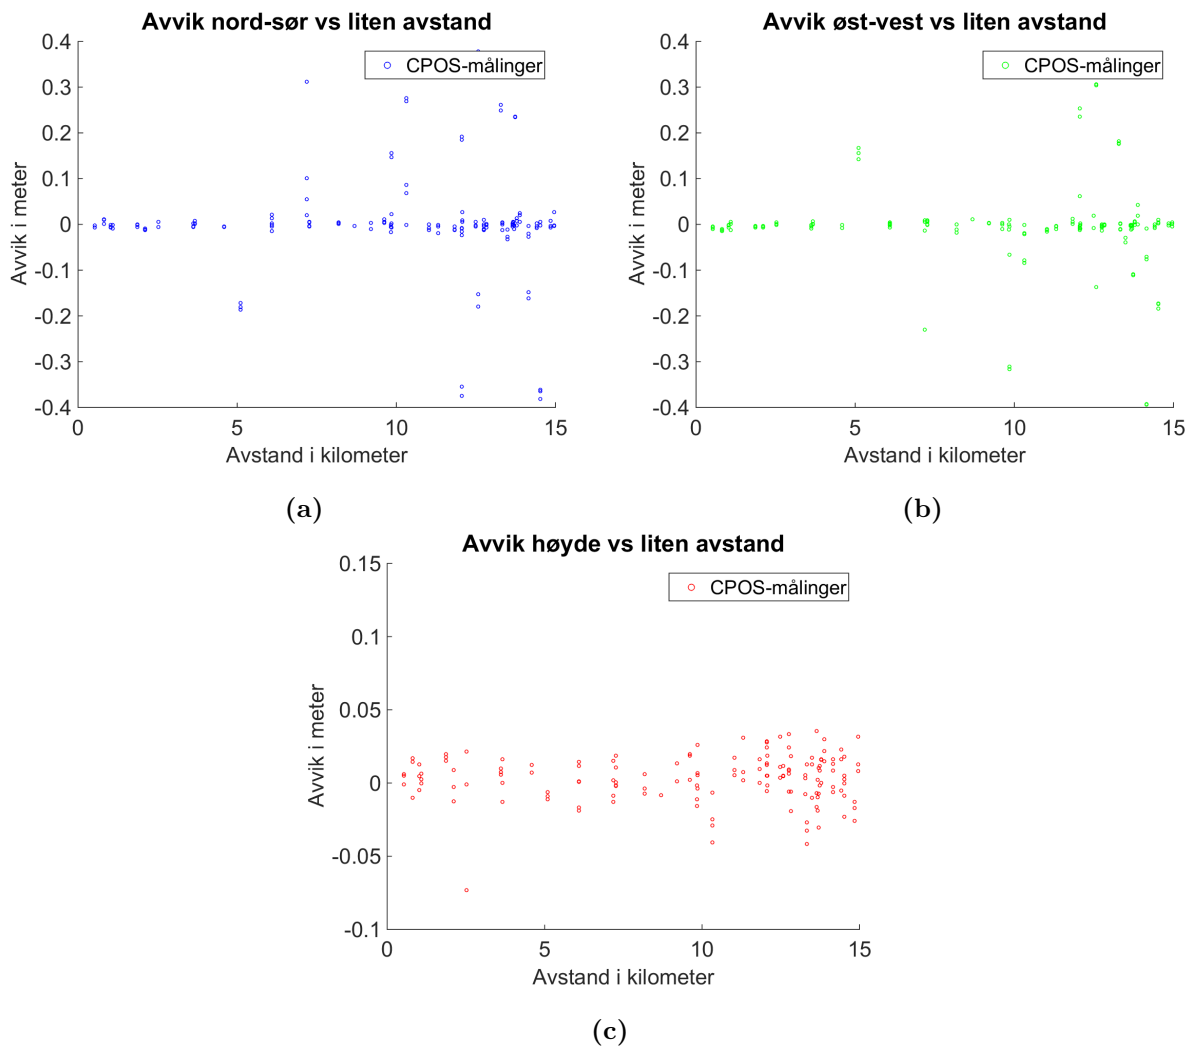 Avvik nord-sør vs liten avstand
0.4
0.3
0.2
0.1
0
-0.1
-0.2
-0.3
-0.4
Avvik i meter
CPOS-målinger
0 5 10 15
Avstand i kilometer
(a)
Avvik øst-vest vs liten avstand
0.4
0.3
0.2
0.1
0
-0.1
-0.2
-0.3
-0.4
Avvik i meter
CPOS-målinger
0 5 10 15
Avstand i kilometer
(b)
Avvik høyde vs liten avstand
0.15
0.1
0.05
0
-0.05
-0.1
Avvik i meter
CPOS-målinger
0 5 10 15
Avstand i kilometer
(c)